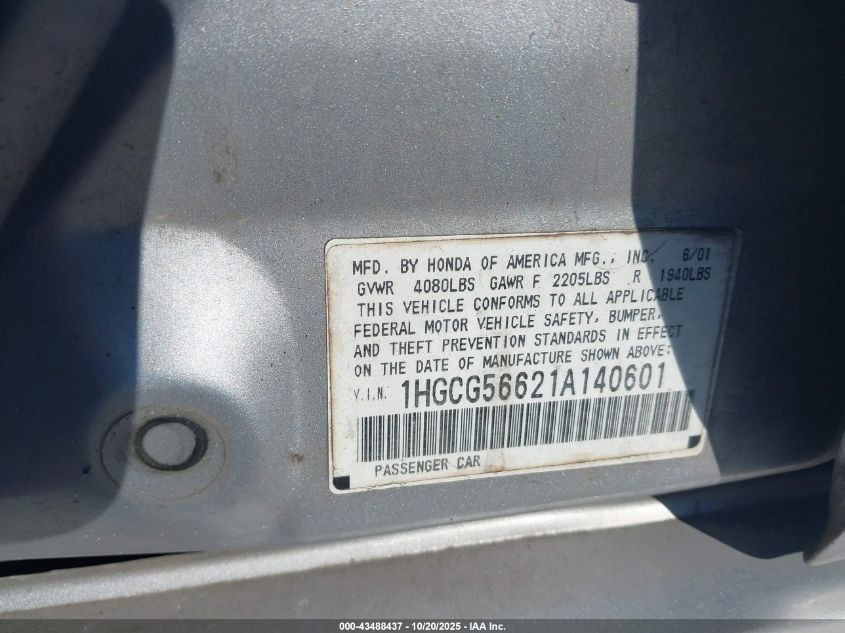 MFD. BY HONDA OF AMERICA MFG., INC. 6/01
GVWR 4080LBS GAWR F 2205LBS R 1940LBS
THIS VEHICLE CONFORMS TO ALL APPLICABLE
FEDERAL MOTOR VEHICLE SAFETY, BUMPER,
AND THEFT PREVENTION STANDARDS IN EFFECT
ON THE DATE OF MANUFACTURE SHOWN ABOVE:
V.I.N. 1HGCG56621A140601
PASSENGER CAR
000-43488437 - 10/20/2025 - IAA Inc.